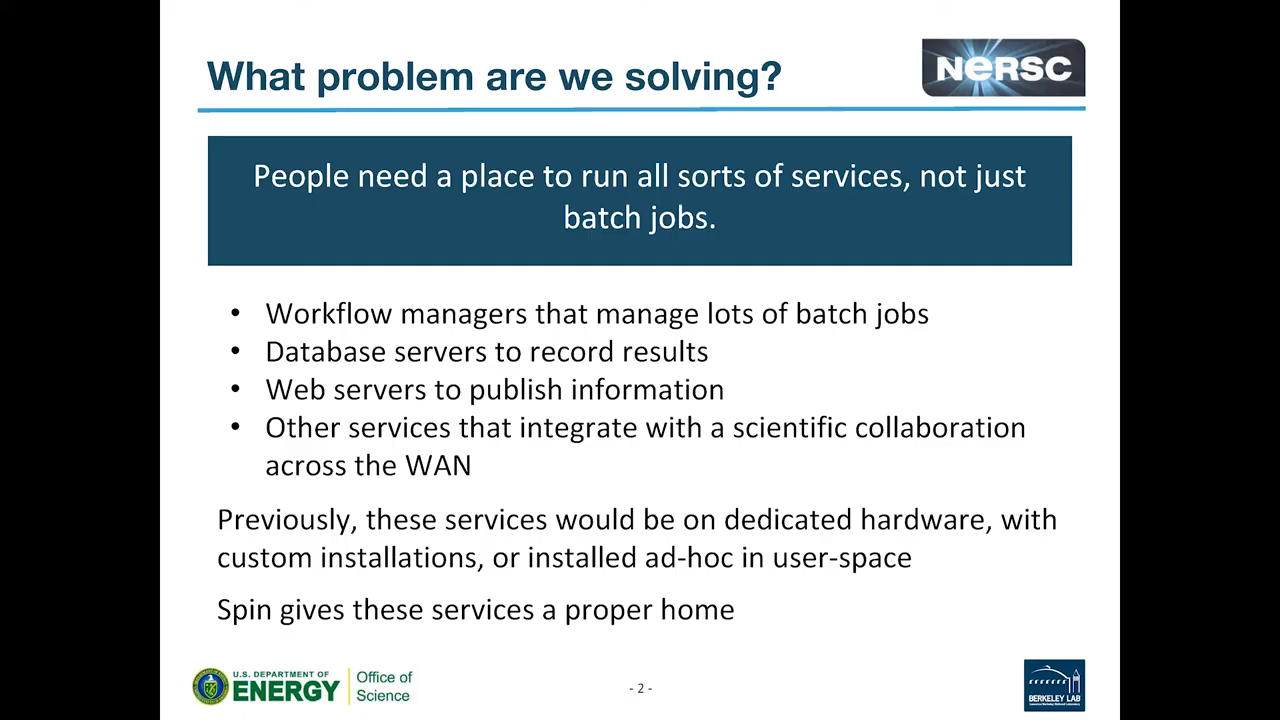 What problem are we solving?
NERSC
People need a place to run all sorts of services, not just
batch jobs.
• Workflow managers that manage lots of batch jobs
• Database servers to record results
• Web servers to publish information
• Other services that integrate with a scientific collaboration
across the WAN
Previously, these services would be on dedicated hardware, with
custom installations, or installed ad-hoc in user-space
Spin gives these services a proper home
U.S. DEPARTMENT OF
ENERGY
Office of
Science
- 2 -
BERKELEY LAB
Lawrence Berkeley National Laboratory